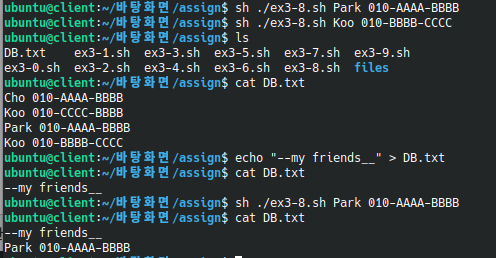 ubuntu@client:~/바탕화면/assign$ sh ./ex3-8.sh Park 010-AAAA-BBBB
ubuntu@client:~/바탕화면/assign$ sh ./ex3-8.sh Koo 010-BBBB-CCCC
ubuntu@client:~/바탕화면/assign$ ls
DB.txt ex3-1.sh ex3-3.sh ex3-5.sh ex3-7.sh ex3-9.sh
ex3-0.sh ex3-2.sh ex3-4.sh ex3-6.sh ex3-8.sh files
ubuntu@client:~/바탕화면/assign$ cat DB.txt
Cho 010-AAAA-BBBB
Koo 010-CCCC-BBBB
Park 010-AAAA-BBBB
Koo 010-BBBB-CCCC
ubuntu@client:~/바탕화면/assign$ echo "--my friends__" > DB.txt
ubuntu@client:~/바탕화면/assign$ cat DB.txt
--my friends__
ubuntu@client:~/바탕화면/assign$ sh ./ex3-8.sh Park 010-AAAA-BBBB
ubuntu@client:~/바탕화면/assign$ cat DB.txt
--my friends__
Park 010-AAAA-BBBB